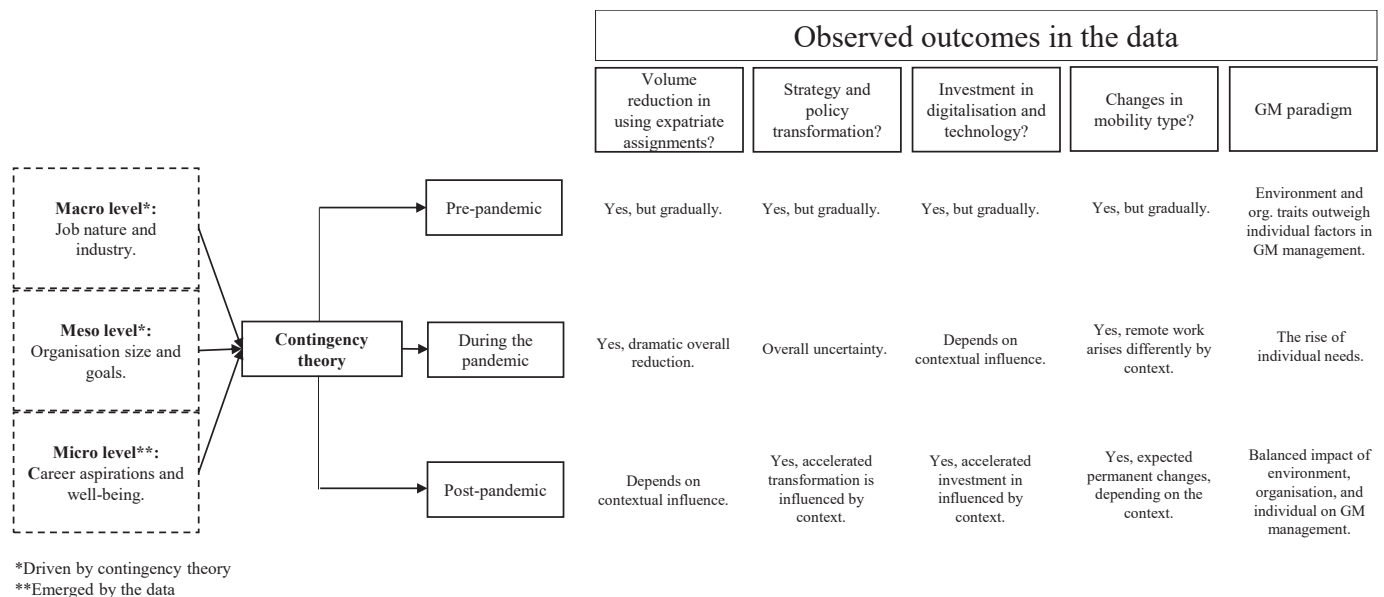 Observed outcomes in the data
Volume
reduction in
using expatriate
assignments?
Strategy and
policy
transformation?
Investment in
digitalisation and
technology?
Changes in
mobility type?
GM paradigm
Macro level*:
Job nature and
industry.
Meso level*:
Organisation size and
goals.
Micro level**:
Career aspirations and
well-being.
Contingency
theory
Pre-pandemic
Yes, but gradually.
Yes, but gradually.
Yes, but gradually.
Yes, but gradually.
Environment and
org. traits outweigh
individual factors in
GM management.
During the
pandemic
Yes, dramatic overall
reduction.
Overall uncertainty.
Depends on
contextual influence.
Yes, remote work
arises differently by
context.
The rise of
individual needs.
Post-pandemic
Depends on
contextual influence.
Yes, accelerated
transformation is
influenced by
context.
Yes, accelerated
investment in
influenced by
context.
Yes, expected
permanent changes,
depending on the
context.
Balanced impact of
environment,
organisation, and
individual on GM
management.
*Driven by contingency theory
**Emerged by the data